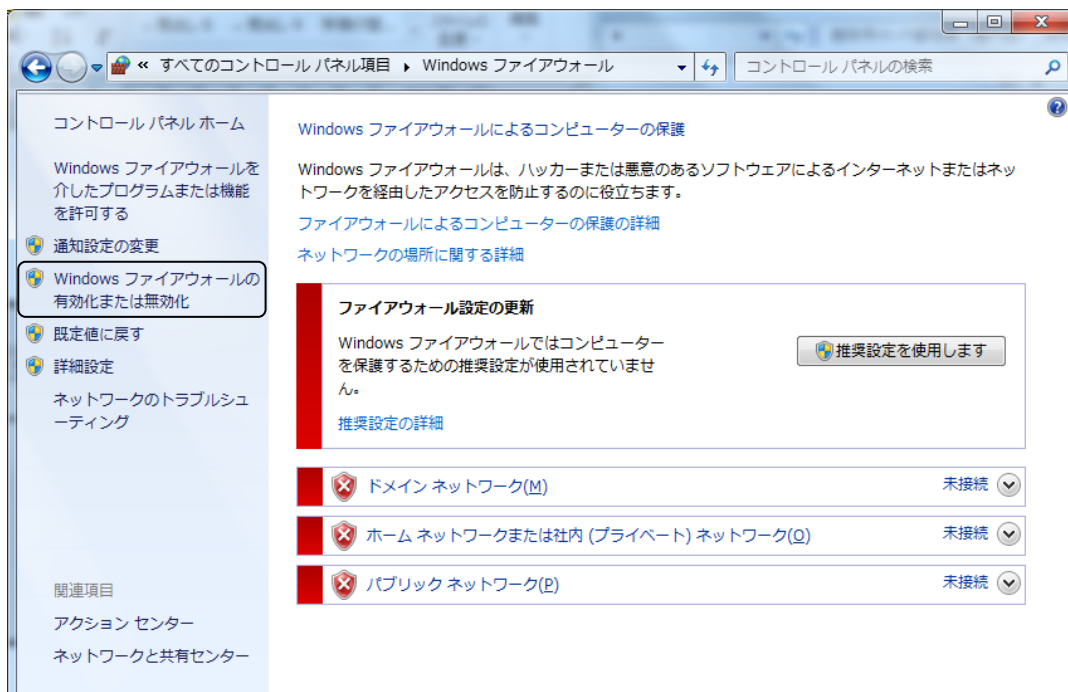 « すべてのコントロール パネル項目 ▸ Windows ファイアウォール
コントロール パネルの検索
コントロール パネル ホーム
Windows ファイアウォールを
介したプログラムまたは機能
を許可する
通知設定の変更
Windows ファイアウォールの
有効化または無効化
既定値に戻す
詳細設定
ネットワークのトラブルシュ
ーティング
関連項目
アクション センター
ネットワークと共有センター
Windows ファイアウォールによるコンピューターの保護
Windows ファイアウォールは、ハッカーまたは悪意のあるソフトウェアによるインターネットまたはネッ
トワークを経由したアクセスを防止するのに役立ちます。
ファイアウォールによるコンピューターの保護の詳細
ネットワークの場所に関する詳細
ファイアウォール設定の更新
Windows ファイアウォールではコンピューター
を保護するための推奨設定が使用されていませ
ん。
推奨設定を使用します
推奨設定の詳細
ドメイン ネットワーク(M) 未接続
ホーム ネットワークまたは社内 (プライベート) ネットワーク(O) 未接続
パブリック ネットワーク(P) 未接続